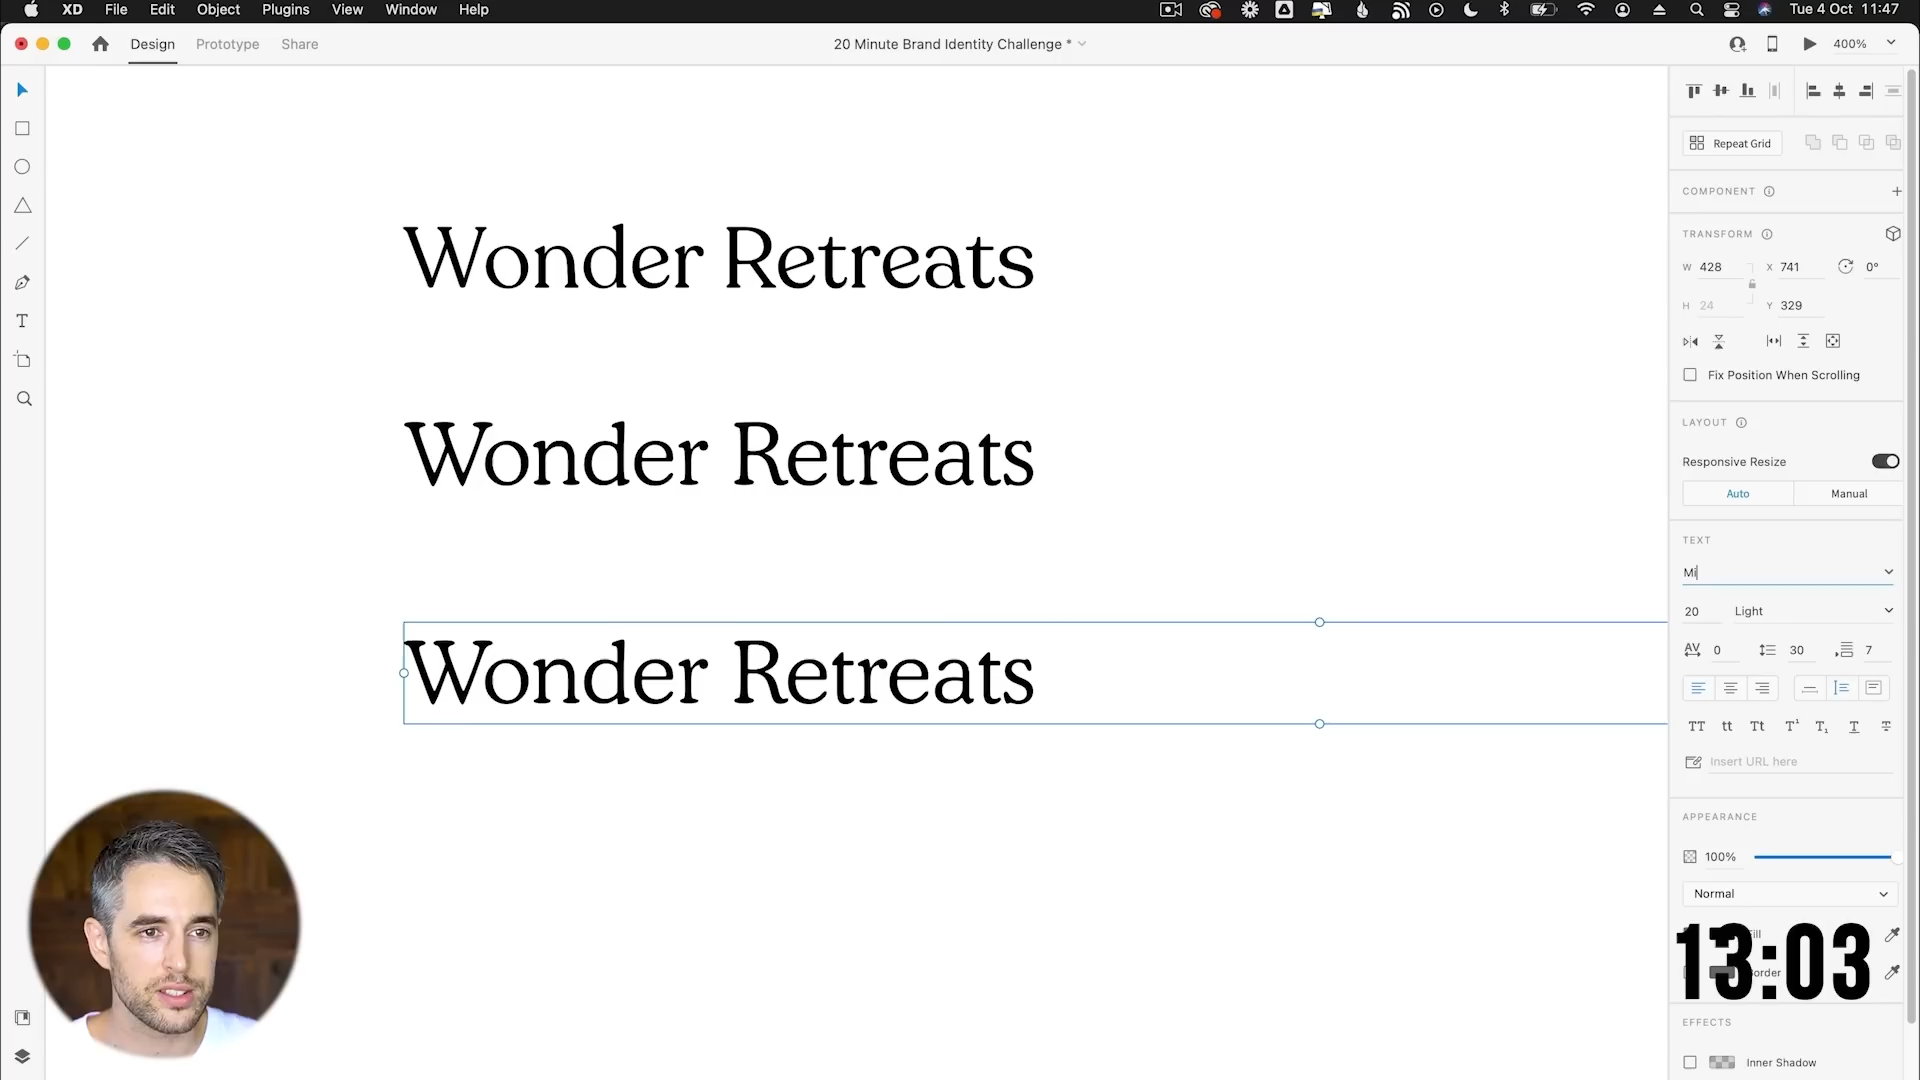 XD File Edit Object Plugins View Window Help Tue 4 Oct 11:47
Design Prototype Share 20 Minute Brand Identity Challenge * 400%
Repeat Grid
COMPONENT
TRANSFORM
W 428 X 741 0°
H 24 Y 329
Fix Position When Scrolling
LAYOUT
Responsive Resize
Auto Manual
TEXT
Mi
20 Light
AV 0 30 7
TT tt Tt T¹ T₁ T T
Insert URL here
APPEARANCE
100%
Normal
Border
13:03
EFFECTS
Inner Shadow
Wonder Retreats
Wonder Retreats
Wonder Retreats